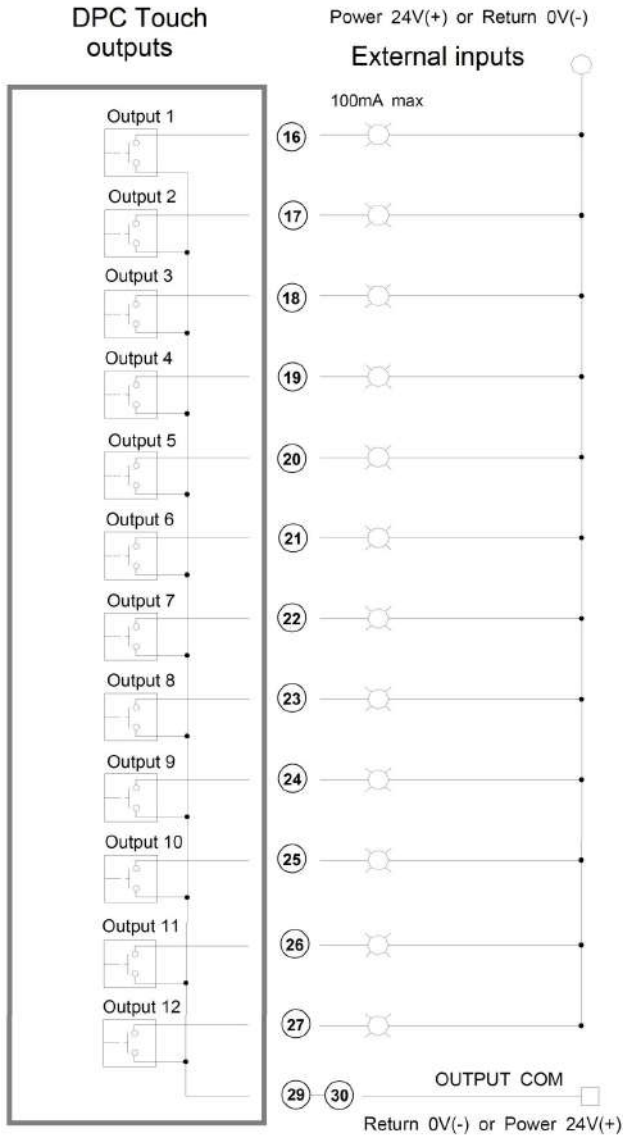 DPC Touch
outputs
Power 24V(+) or Return 0V(-)
External inputs
100mA max
Output 1
16
Output 2
17
Output 3
18
Output 4
19
Output 5
20
Output 6
21
Output 7
22
Output 8
23
Output 9
24
Output 10
25
Output 11
26
Output 12
27
29 30 OUTPUT COM
Return 0V(-) or Power 24V(+)